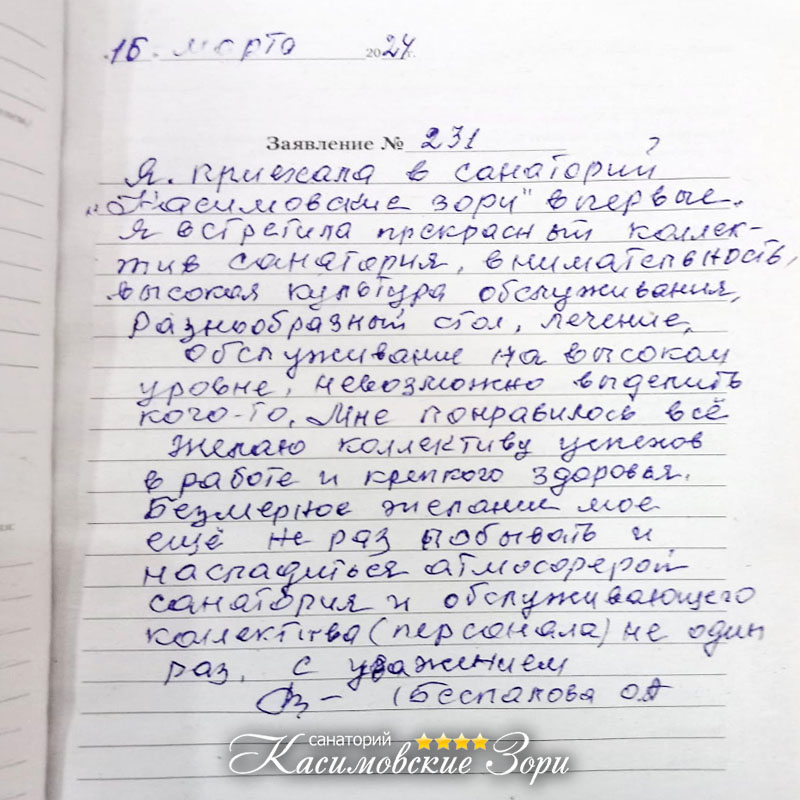 15. марта 2024г.
Заявление № 231
Я. приехала в санаторий
"Касимовские зори" впервые.
Я встретила прекрасный коллек-
тив санатория, внимательность,
высокая культура обслуживания,
Разнообразный стол, лечение,
обслуживание на высоком
уровне, невозможно выделить
кого-то. Мне понравилось всё
Желаю коллективу успехов
в работе и крепкого здоровья.
Безмерное желание мое
ещё не раз побывать и
насладиться атмосферой
санатория и обслуживающего
коллектива (персонала) не один
раз. С уважением
(Беспалова ОА
санаторий
Касимовские Зори